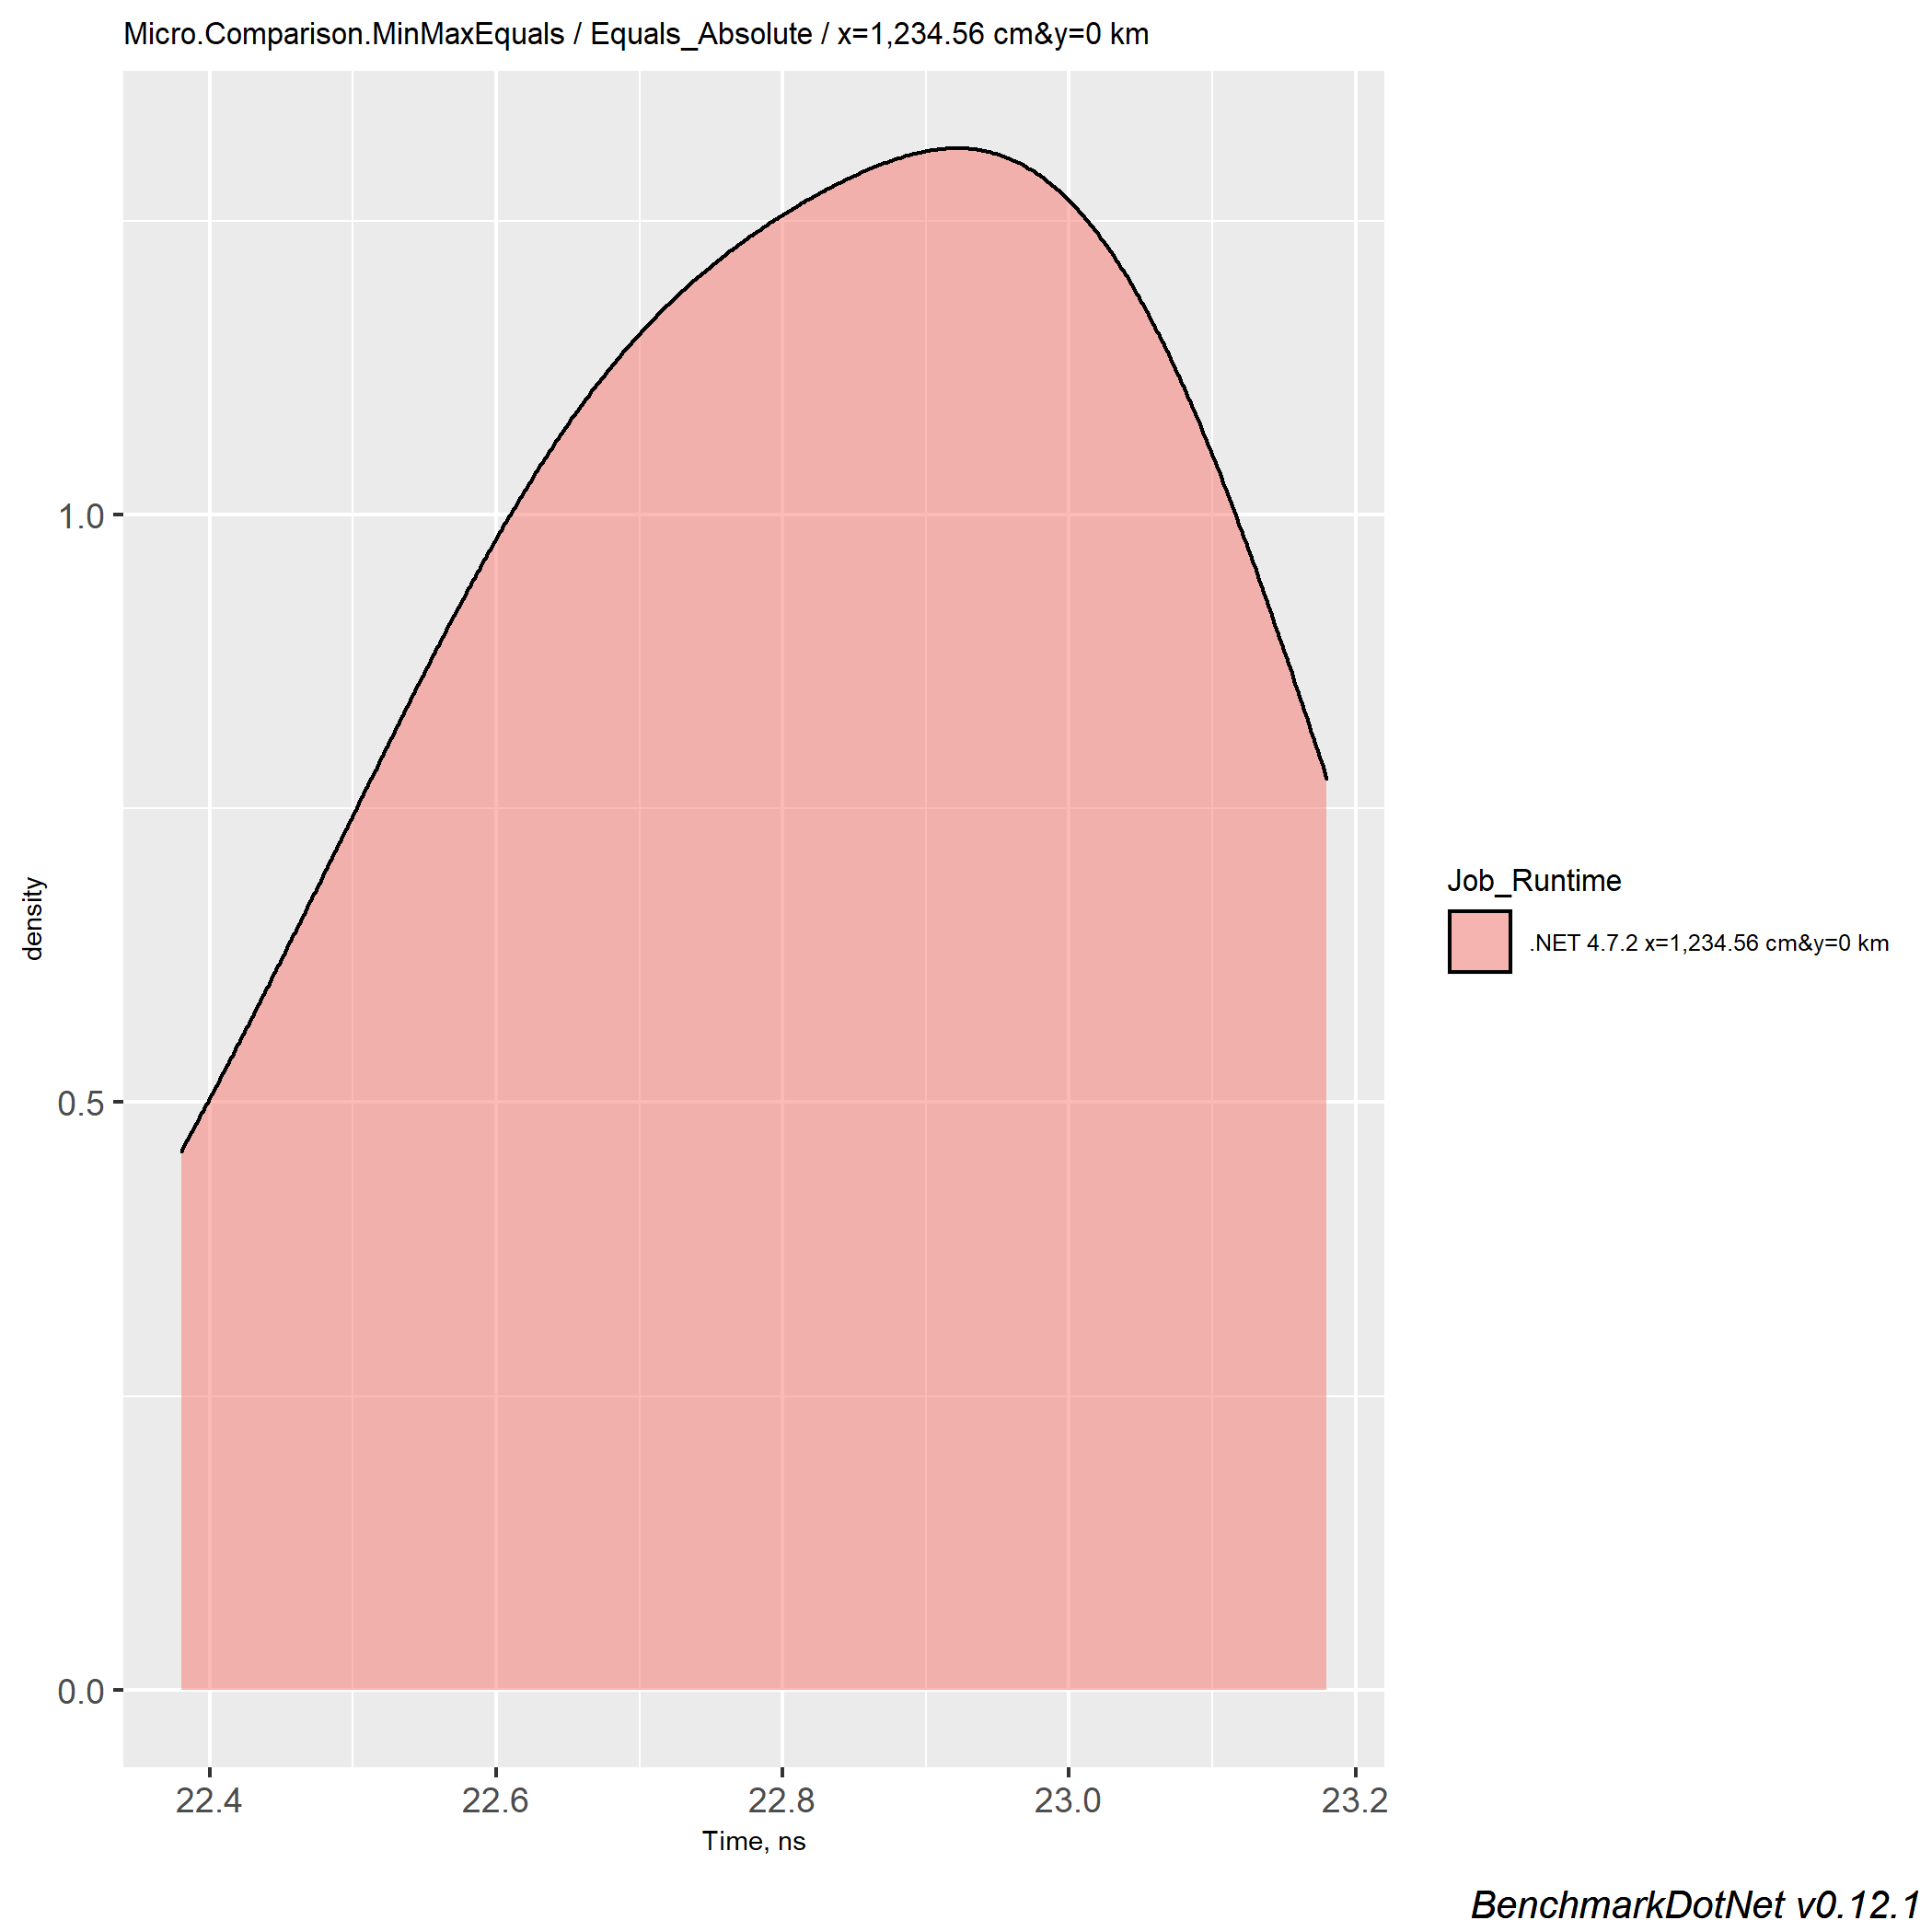 Micro.Comparison.MinMaxEquals / Equals_Absolute / x=1,234.56 cm&y=0 km
1.0
0.5
0.0
density
22.4 22.6 22.8 23.0 23.2
Time, ns
Job_Runtime
.NET 4.7.2 x=1,234.56 cm&y=0 km
BenchmarkDotNet v0.12.1